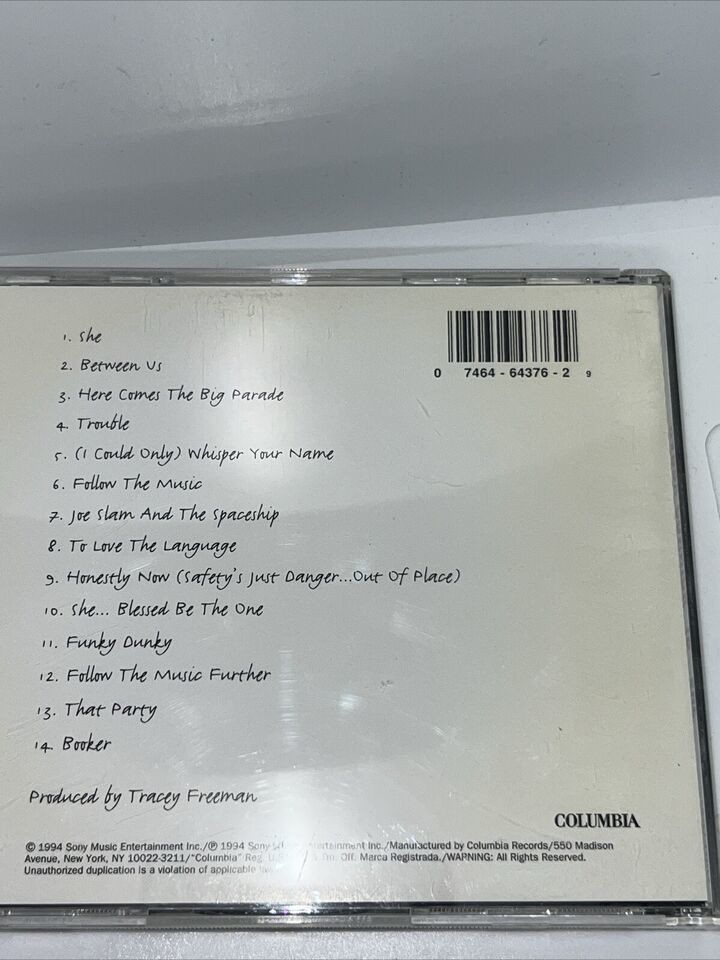 1. She
2. Between Us
3. Here Comes The Big Parade
4. Trouble
5. (I Could Only) Whisper Your Name
6. Follow The Music
7. Joe Slam And The Spaceship
8. To Love The Language
9. Honestly Now (Safety's Just Danger...Out Of Place)
10. She... Blessed Be The One
11. Funky Dunky
12. Follow The Music Further
13. That Party
14. Booker
0 7464 - 64376 - 2 9
Produced by Tracey Freeman
COLUMBIA
© 1994 Sony Music Entertainment Inc./℗ 1994 Sony Entertainment Inc./Manufactured by Columbia Records/550 Madison
Avenue, New York, NY 10022-3211/"Columbia" Reg. Tm. Off. Marca Registrada./WARNING: All Rights Reserved.
Unauthorized duplication is a violation of applicable